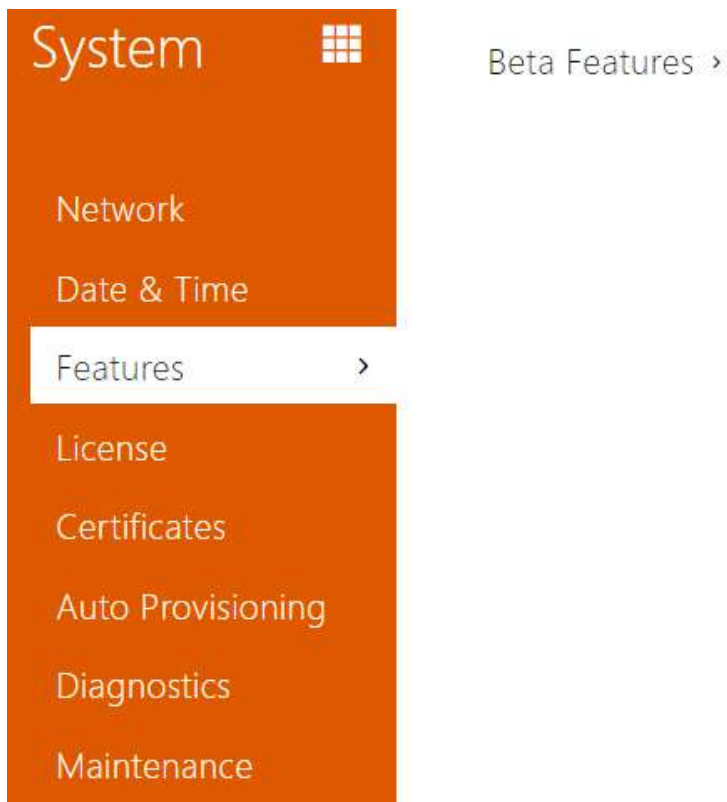 System
Beta Features
Network
Date & Time
Features
License
Certificates
Auto Provisioning
Diagnostics
Maintenance